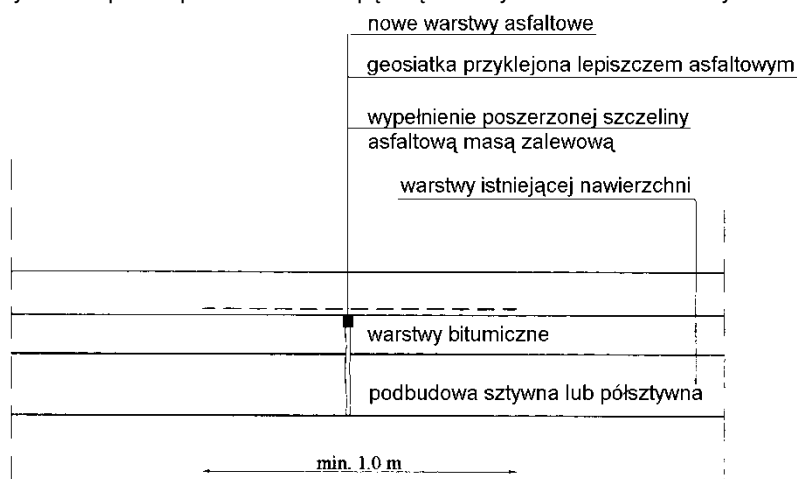 nowe warstwy asfaltowe
geosiatka przyklejona lepiszczem asfaltowym
wypełnienie poszerzonej szczeliny
asfaltową masą zalewową
warstwy istniejącej nawierzchni
warstwy bitumiczne
podbudowa sztywna lub półsztywna
min. 1.0 m